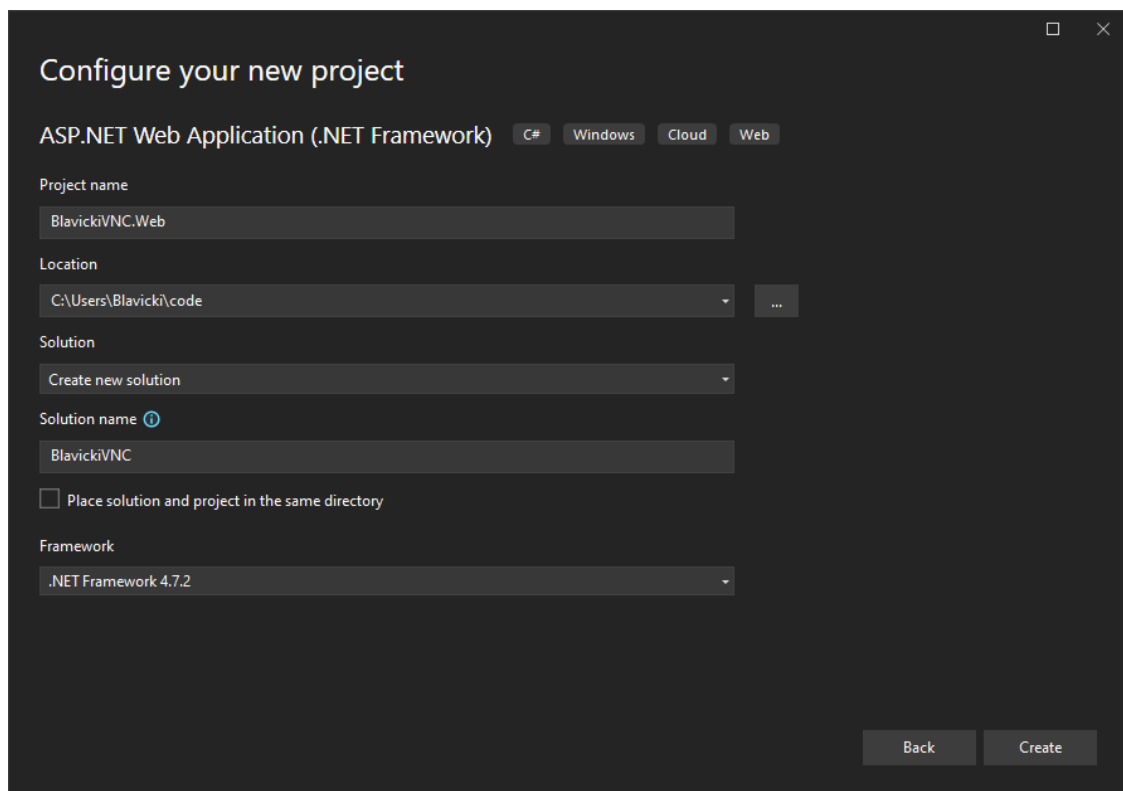 Configure your new project
ASP.NET Web Application (.NET Framework) C# Windows Cloud Web
Project name
BlavickiVNC.Web
Location
C:\Users\Blavicki\code
...
Solution
Create new solution
Solution name
BlavickiVNC
Place solution and project in the same directory
Framework
.NET Framework 4.7.2
Back Create